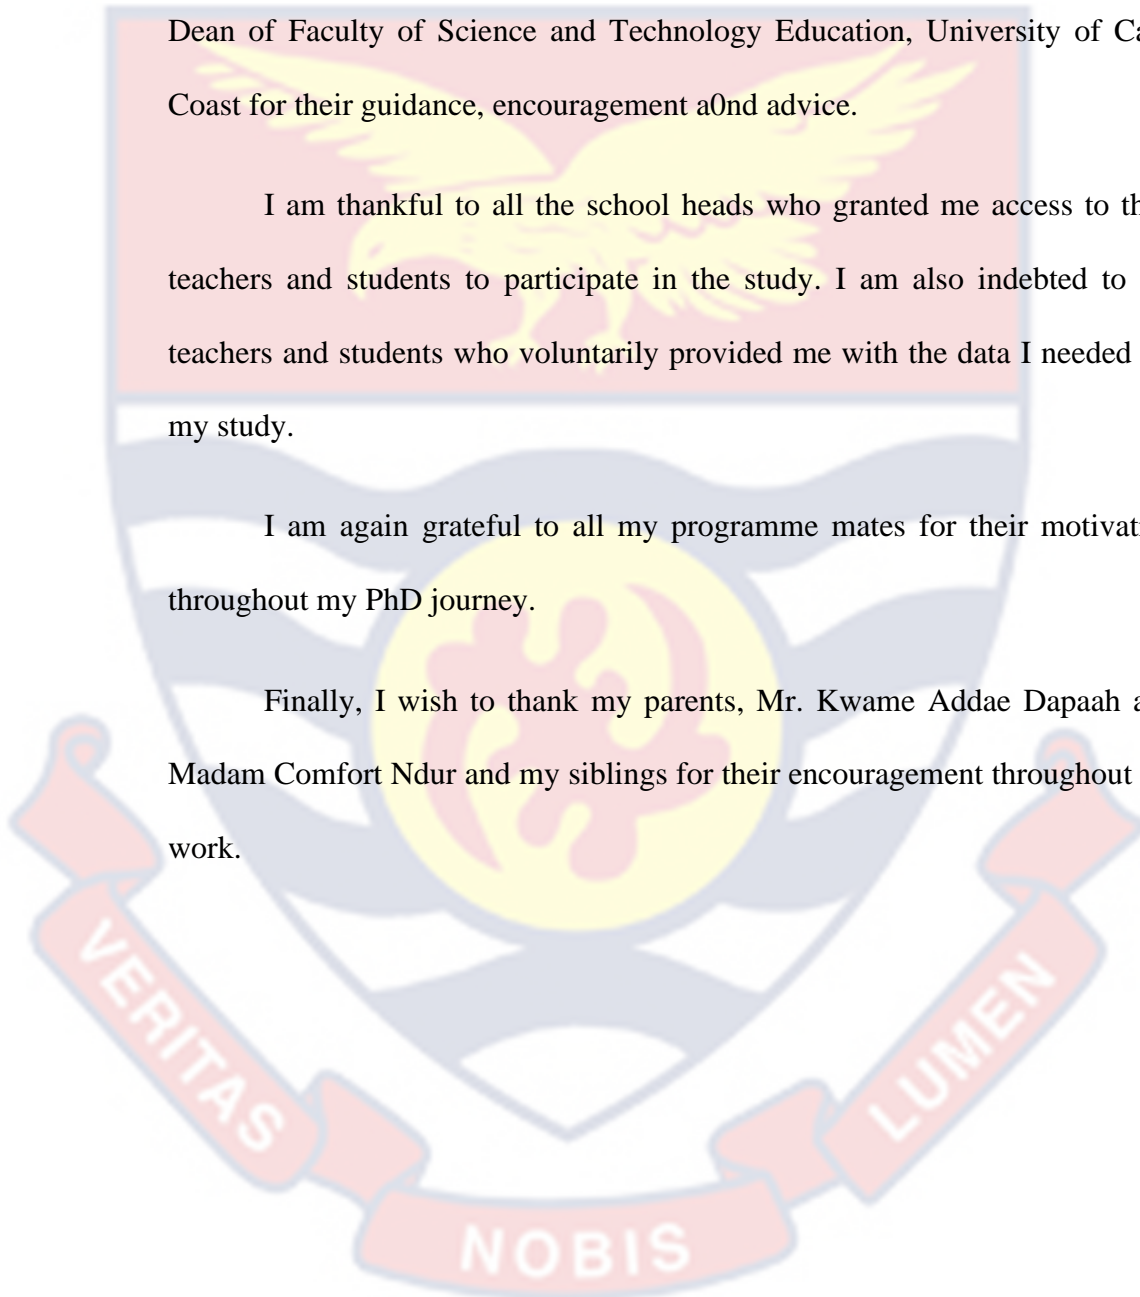 Dean of Faculty of Science and Technology Education, University of Ca
Coast for their guidance, encouragement a0nd advice.
I am thankful to all the school heads who granted me access to th
teachers and students to participate in the study. I am also indebted to
teachers and students who voluntarily provided me with the data I needed
my study.
I am again grateful to all my programme mates for their motivati
throughout my PhD journey.
Finally, I wish to thank my parents, Mr. Kwame Addae Dapaah a
Madam Comfort Ndur and my siblings for their encouragement throughout
work.
VERITAS
NOBIS
LUMEN